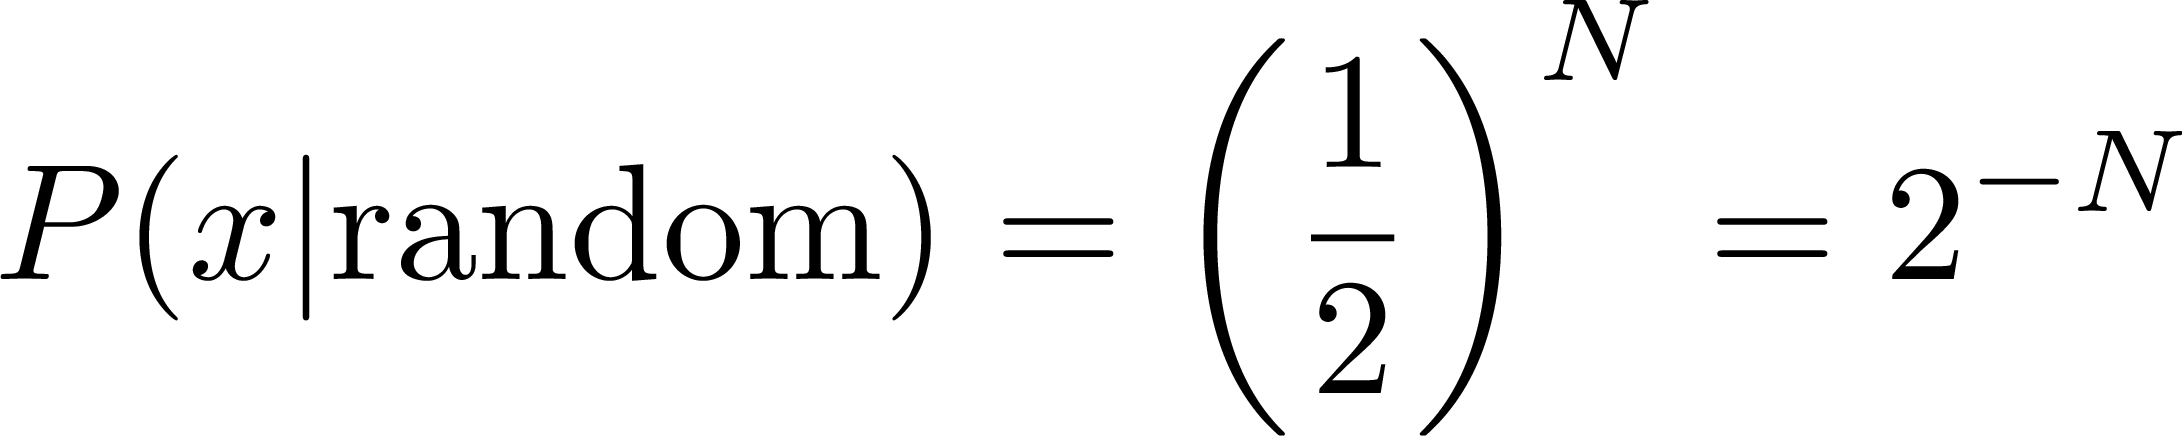 P(x|random) = (1/2)^N = 2^{-N}